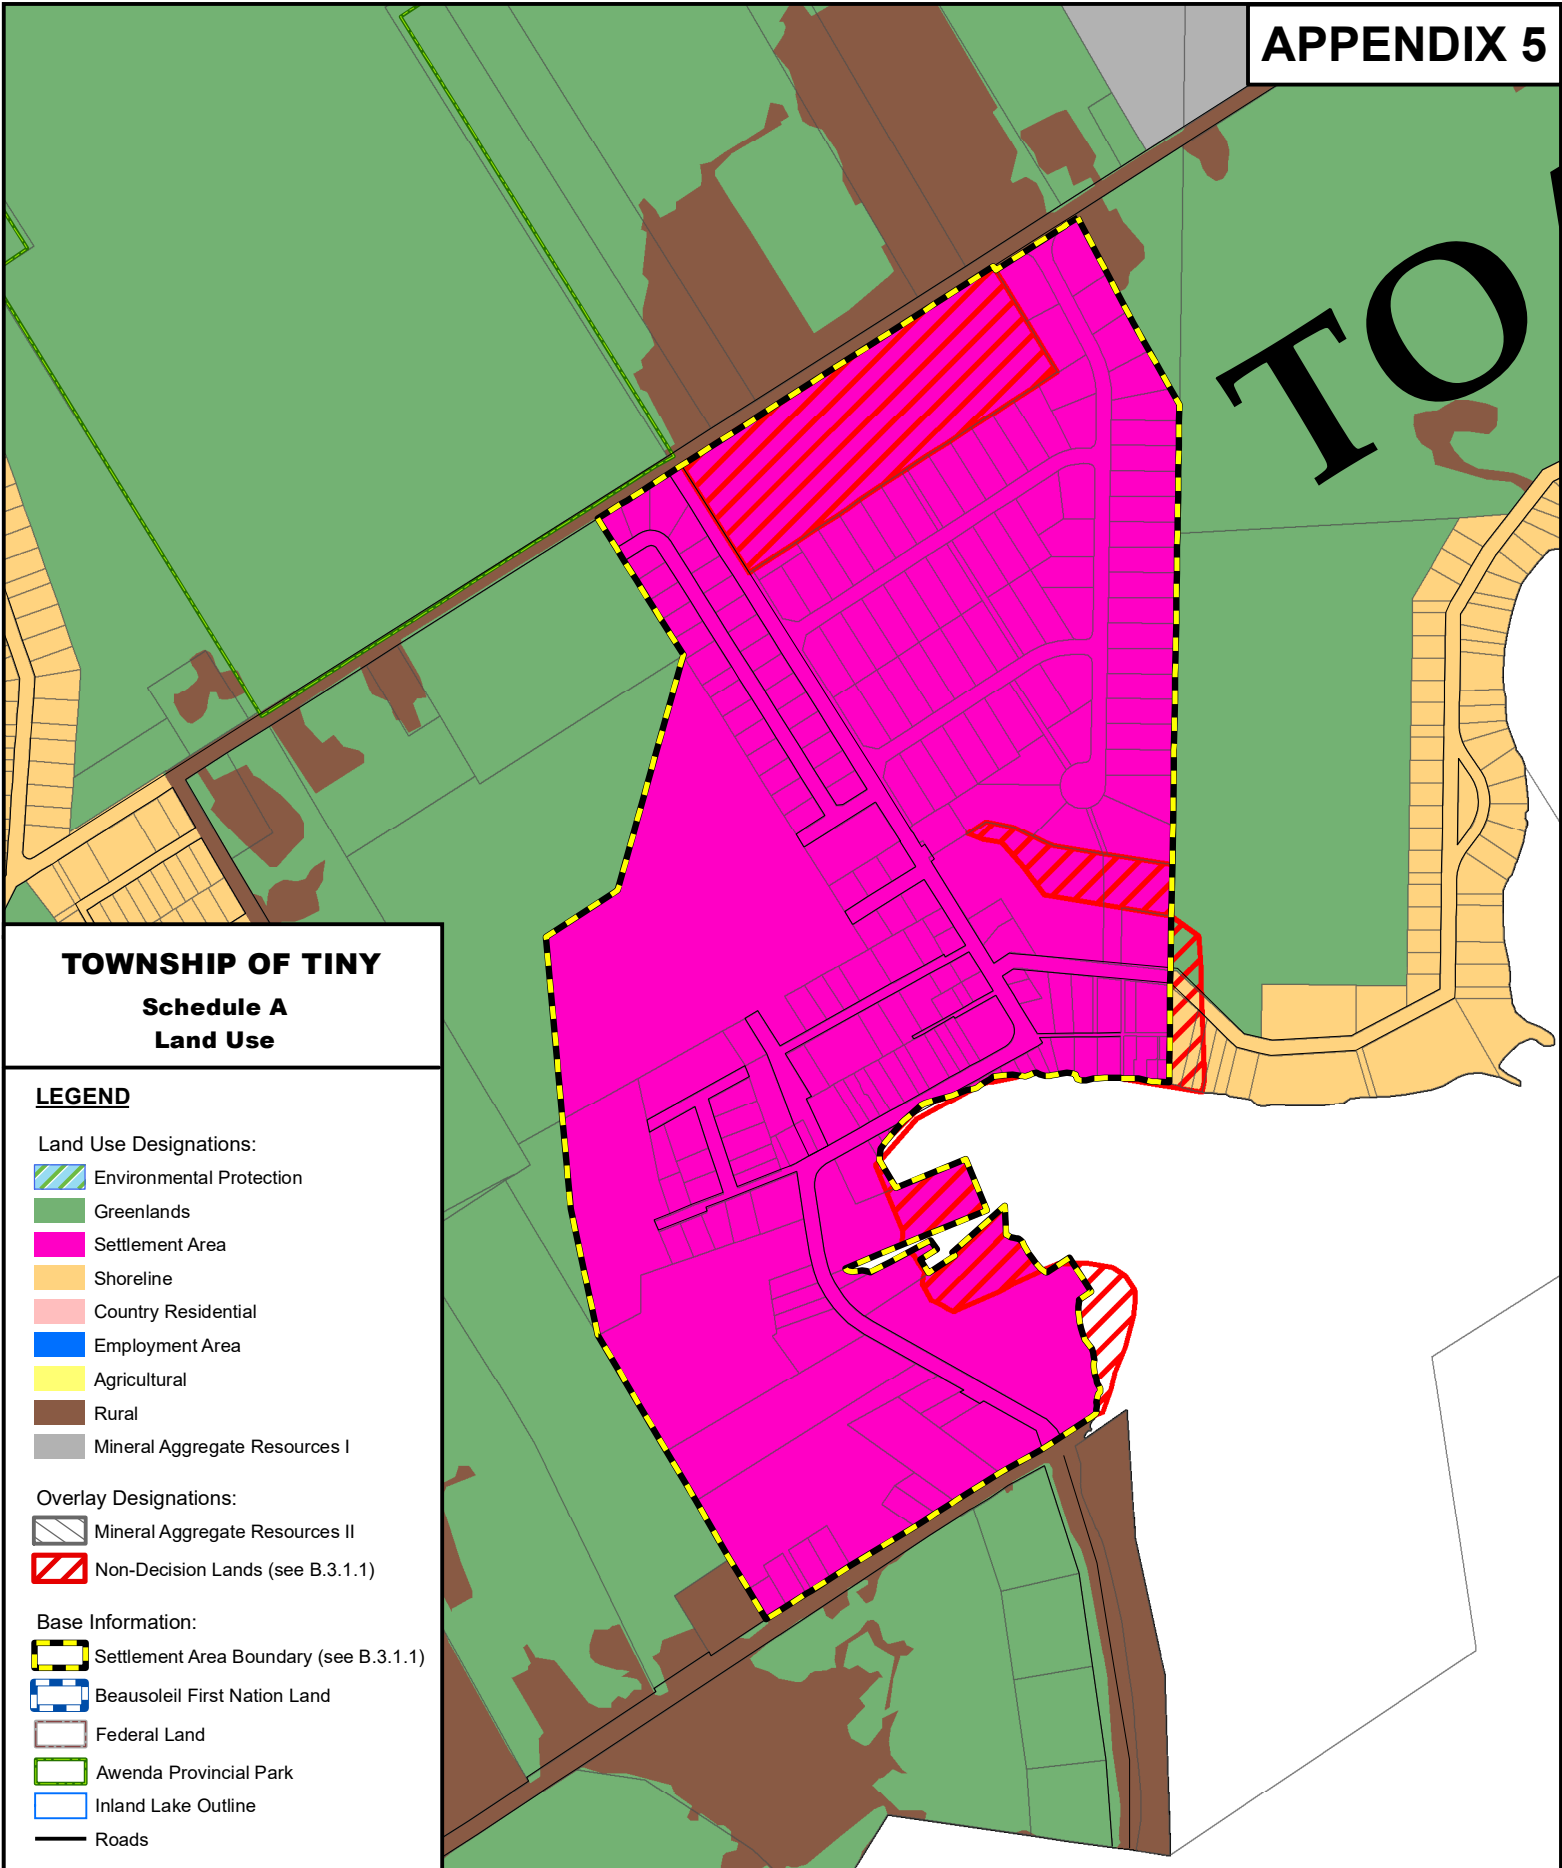 APPENDIX 5
TO
TOWNSHIP OF TINY
Schedule A
Land Use
LEGEND
Land Use Designations:
Environmental Protection
Greenlands
Settlement Area
Shoreline
Country Residential
Employment Area
Agricultural
Rural
Mineral Aggregate Resources I
Overlay Designations:
Mineral Aggregate Resources II
Non-Decision Lands (see B.3.1.1)
Base Information:
Settlement Area Boundary (see B.3.1.1)
Beausoleil First Nation Land
Federal Land
Awenda Provincial Park
Inland Lake Outline
Roads